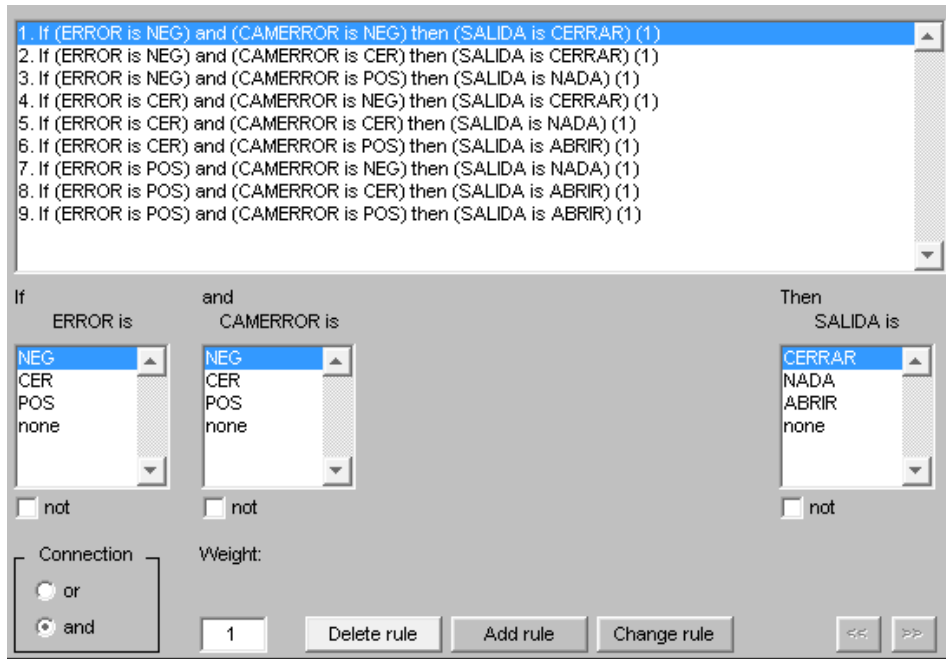 1. If (ERROR is NEG) and (CAMERROR is NEG) then (SALIDA is CERRAR) (1)
2. If (ERROR is NEG) and (CAMERROR is CER) then (SALIDA is CERRAR) (1)
3. If (ERROR is NEG) and (CAMERROR is POS) then (SALIDA is NADA) (1)
4. If (ERROR is CER) and (CAMERROR is NEG) then (SALIDA is CERRAR) (1)
5. If (ERROR is CER) and (CAMERROR is CER) then (SALIDA is NADA) (1)
6. If (ERROR is CER) and (CAMERROR is POS) then (SALIDA is ABRIR) (1)
7. If (ERROR is POS) and (CAMERROR is NEG) then (SALIDA is NADA) (1)
8. If (ERROR is POS) and (CAMERROR is CER) then (SALIDA is ABRIR) (1)
9. If (ERROR is POS) and (CAMERROR is POS) then (SALIDA is ABRIR) (1)
If
ERROR is
NEG
CER
POS
none
not
and
CAMERROR is
NEG
CER
POS
none
not
Then
SALIDA is
CERRAR
NADA
ABRIR
none
not
Connection
or
and
Weight:
1
Delete rule
Add rule
Change rule
<<
>>